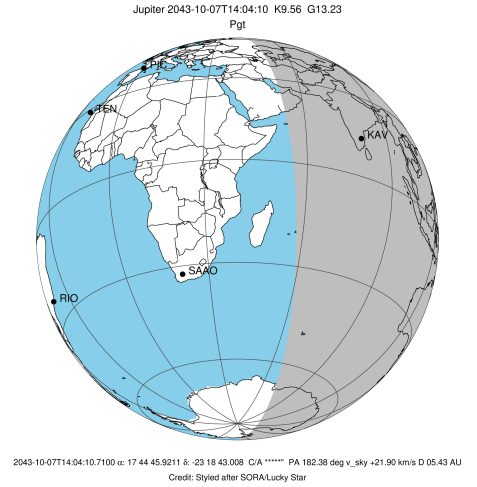 Jupiter 2043-10-07T14:04:10 K9.56 G13.23
Pgt
PIC
TEN
KAV
SAAO
RIO
2043-10-07T14:04:10.7100 α: 17 44 45.9211 δ: -23 18 43.008 C/A *****" PA 182.38 deg v_sky +21.90 km/s D 05.43 AU
Credit: Styled after SORA/Lucky Star